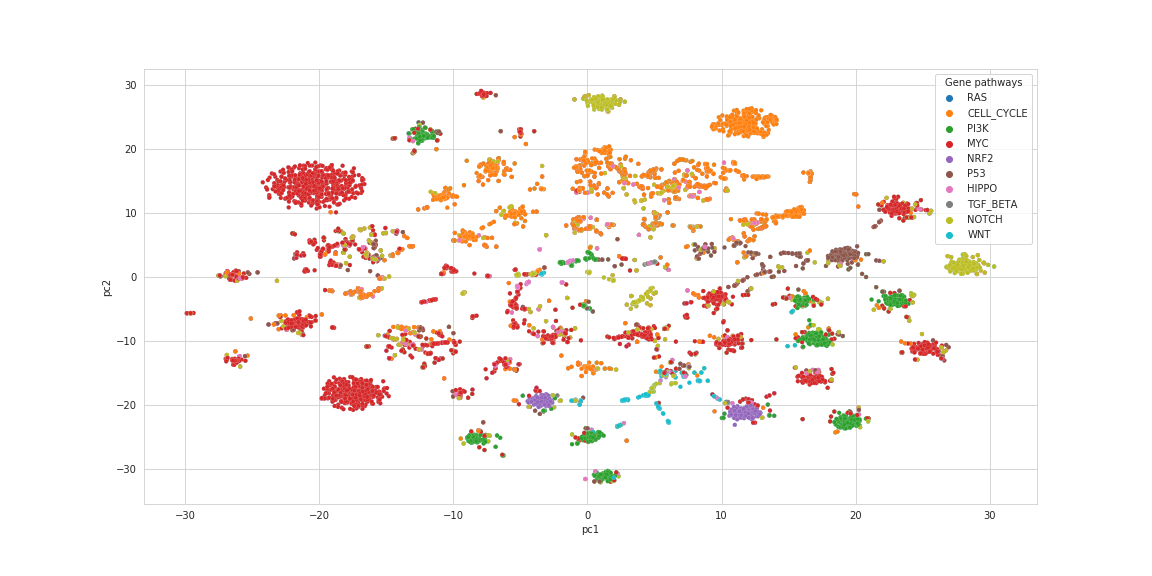 Gene pathways
RAS
CELL_CYCLE
PI3K
MYC
NRF2
P53
HIPPO
TGF_BETA
NOTCH
WNT
30
20
10
0
−10
−20
−30
pc2
−30 −20 −10 0 10 20 30
pc1